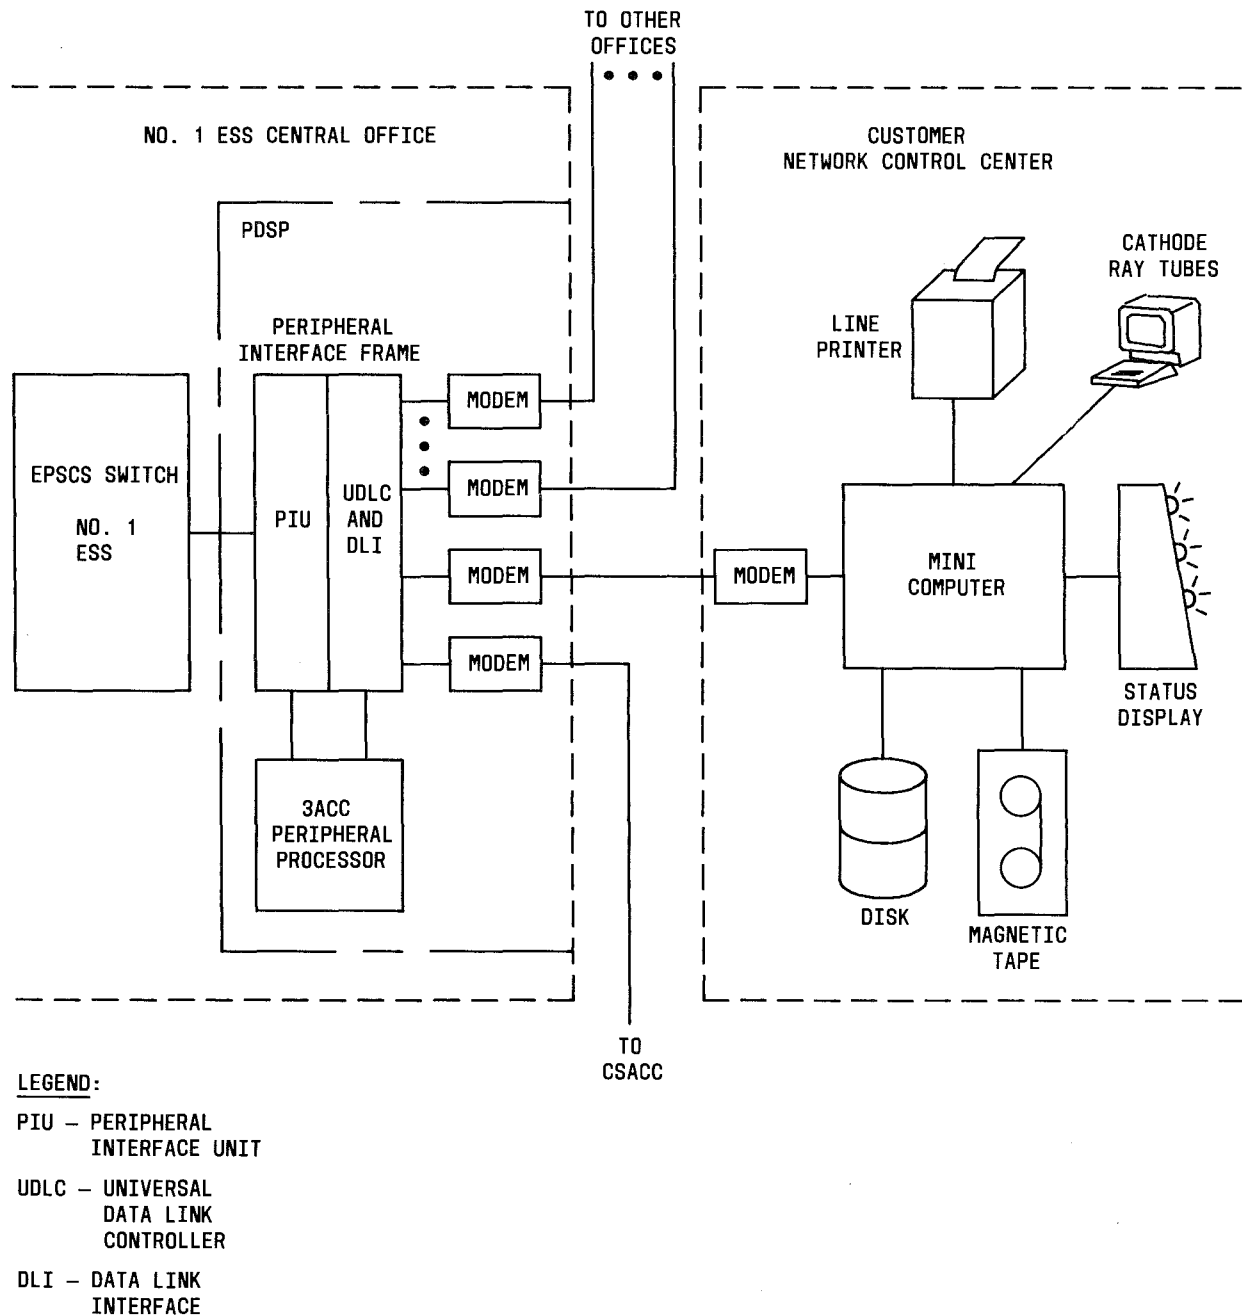 TO OTHER
OFFICES
NO. 1 ESS CENTRAL OFFICE
CUSTOMER
NETWORK CONTROL CENTER
PDSP
CATHODE
RAY TUBES
LINE
PRINTER
PERIPHERAL
INTERFACE FRAME
MODEM
EPSCS SWITCH
NO. 1
ESS
PIU
UDLC
AND
DLI
MODEM
MODEM
MODEM
MINI
COMPUTER
MODEM
STATUS
DISPLAY
3ACC
PERIPHERAL
PROCESSOR
DISK
MAGNETIC
TAPE
TO
CSACC
LEGEND:
PIU – PERIPHERAL
INTERFACE UNIT
UDLC – UNIVERSAL
DATA LINK
CONTROLLER
DLI – DATA LINK
INTERFACE